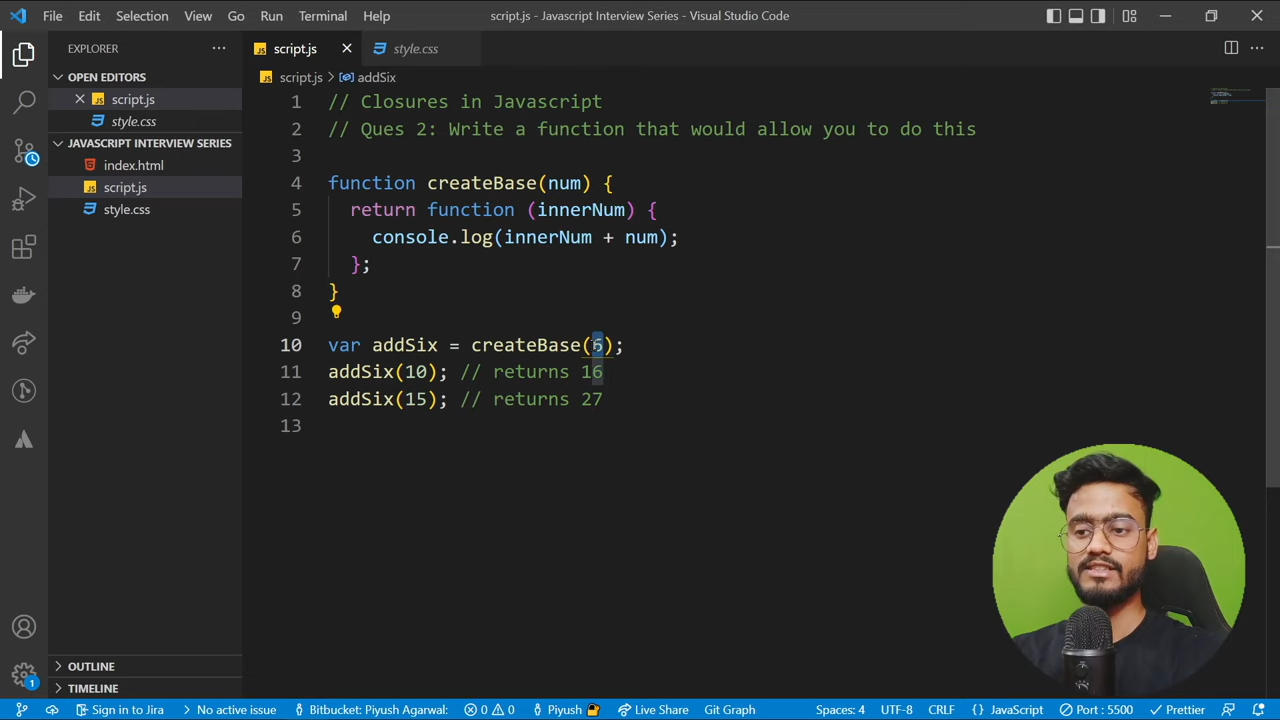 File Edit Selection View Go Run Terminal Help script.js - Javascript Interview Series - Visual Studio Code
EXPLORER
OPEN EDITORS
JS script.js
style.css
JAVASCRIPT INTERVIEW SERIES
index.html
JS script.js
style.css
OUTLINE
TIMELINE
1
JS script.js style.css
JS script.js > addSix
1 // Closures in Javascript
2 // Ques 2: Write a function that would allow you to do this
3
4 function createBase(num) {
5 return function (innerNum) {
6 console.log(innerNum + num);
7 };
8 }
9
10 var addSix = createBase(6);
11 addSix(10); // returns 16
12 addSix(15); // returns 27
13
Sign in to Jira No active issue Bitbucket: Piyush Agarwal: 0 0 Piyush Live Share Git Graph Spaces: 4 UTF-8 CRLF {} JavaScript Port : 5500 Prettier